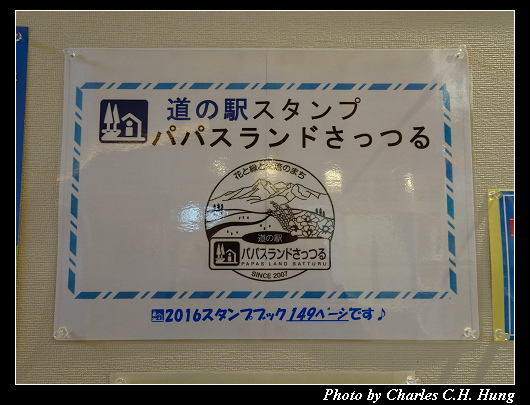 道の駅スタンプ
パパスランドさっつる
花と緑と湧水のまち
道の駅
パパスランドさっつる
PAPAS LAND SATTURU
SINCE 2007
2016スタンプブック149ページです♪
Photo by Charles C.H. Hung